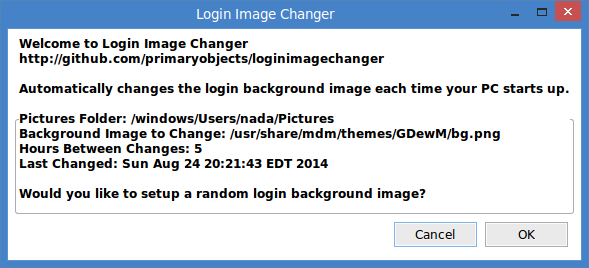 Login Image Changer
Welcome to Login Image Changer
http://github.com/primaryobjects/loginimagechanger
Automatically changes the login background image each time your PC starts up.
Pictures Folder: /windows/Users/nada/Pictures
Background Image to Change: /usr/share/mdm/themes/GDewM/bg.png
Hours Between Changes: 5
Last Changed: Sun Aug 24 20:21:43 EDT 2014
Would you like to setup a random login background image?
Cancel
OK